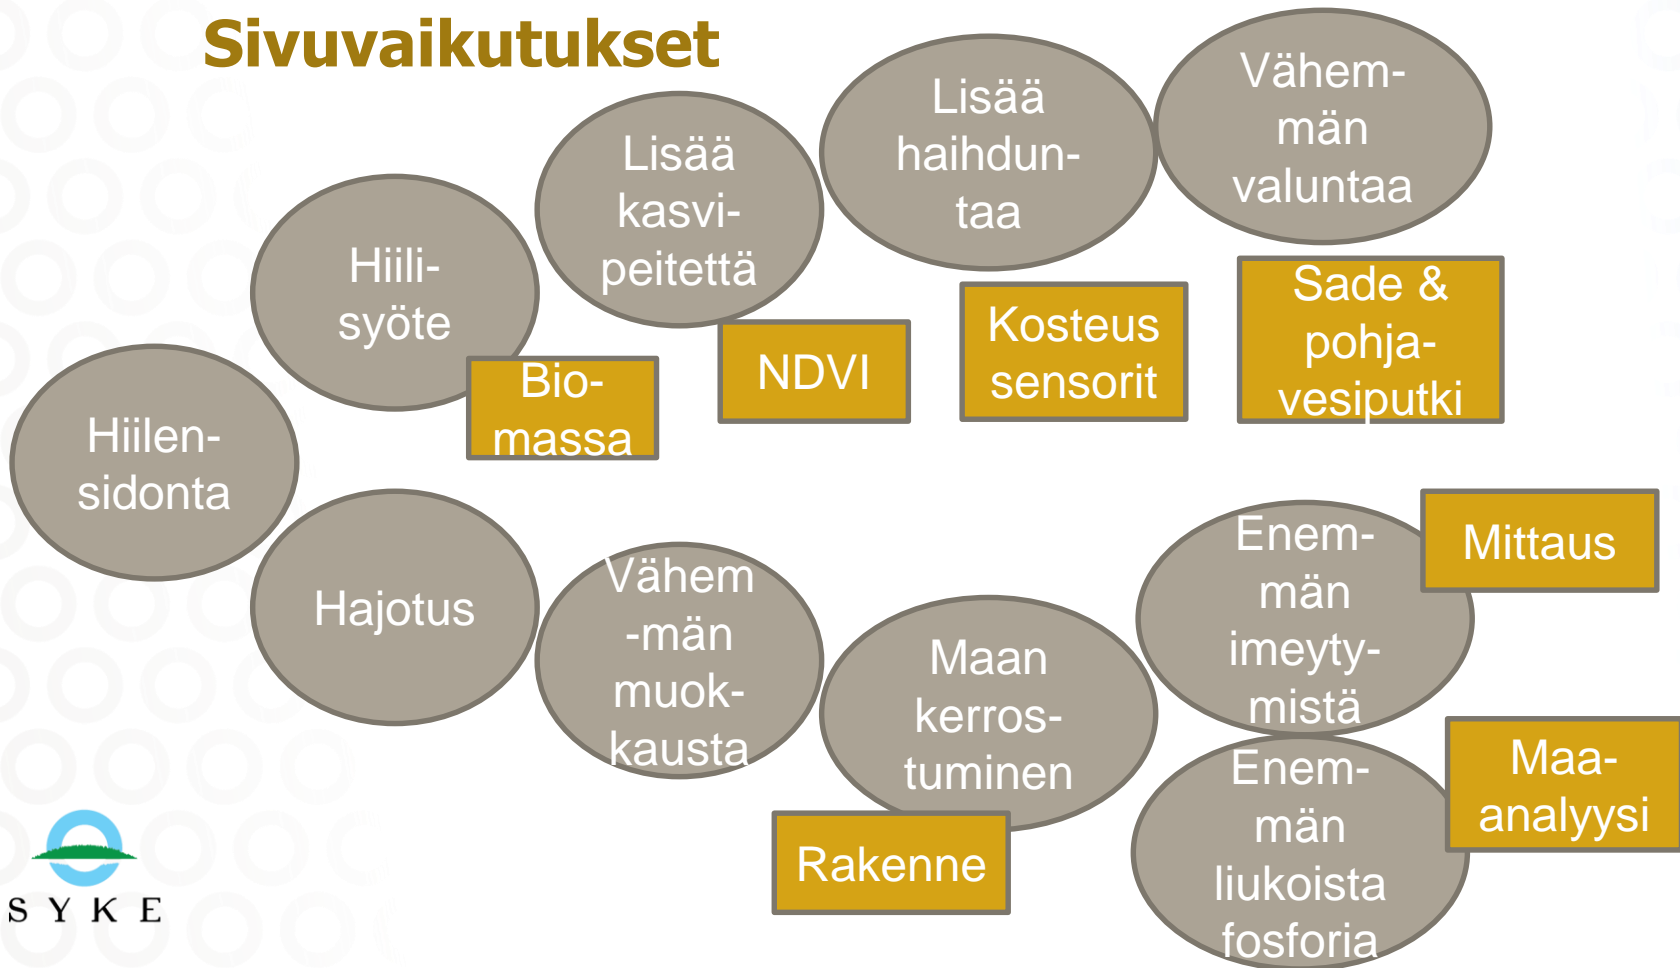 Sivuvaikutukset
Hiilen-
sidonta
Hiili-
syöte
Bio-
massa
Lisää
kasvi-
peitettä
NDVI
Lisää
haihdun-
taa
Kosteus
sensorit
Vähem-
män
valuntaa
Sade &
pohja-
vesiputki
Hajotus
Vähem
-män
muok-
kausta
Maan
kerros-
tuminen
Rakenne
Enem-
män
imeyty-
mistä
Mittaus
Enem-
män
liukoista
fosforia
Maa-
analyysi
SYKE